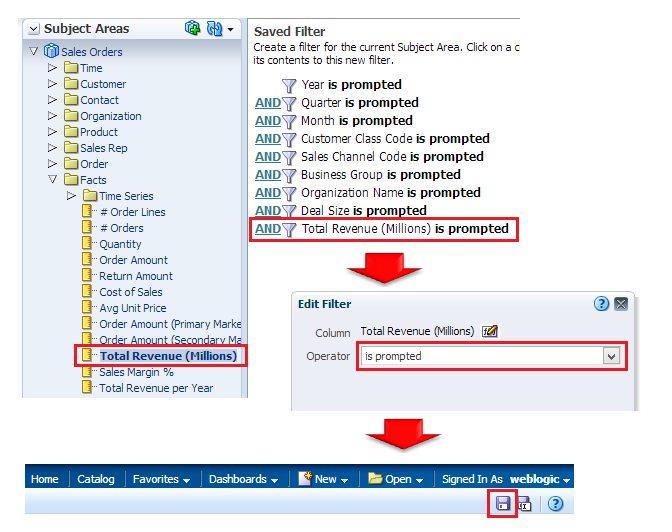 Subject Areas
Sales Orders
Time
Customer
Contact
Organization
Product
Sales Rep
Order
Facts
Time Series
# Order Lines
# Orders
Quantity
Order Amount
Return Amount
Cost of Sales
Avg Unit Price
Order Amount (Primary Marke
Order Amount (Secondary Ma
Total Revenue (Millions)
Sales Margin %
Total Revenue per Year
Saved Filter
Create a filter for the current Subject Area. Click on a c
its contents to this new filter.
Year is prompted
AND Quarter is prompted
AND Month is prompted
AND Customer Class Code is prompted
AND Sales Channel Code is prompted
AND Business Group is prompted
AND Organization Name is prompted
AND Deal Size is prompted
AND Total Revenue (Millions) is prompted
Edit Filter
Column Total Revenue (Millions)
Operator is prompted
Home Catalog Favorites Dashboards New Open Signed In As weblogic